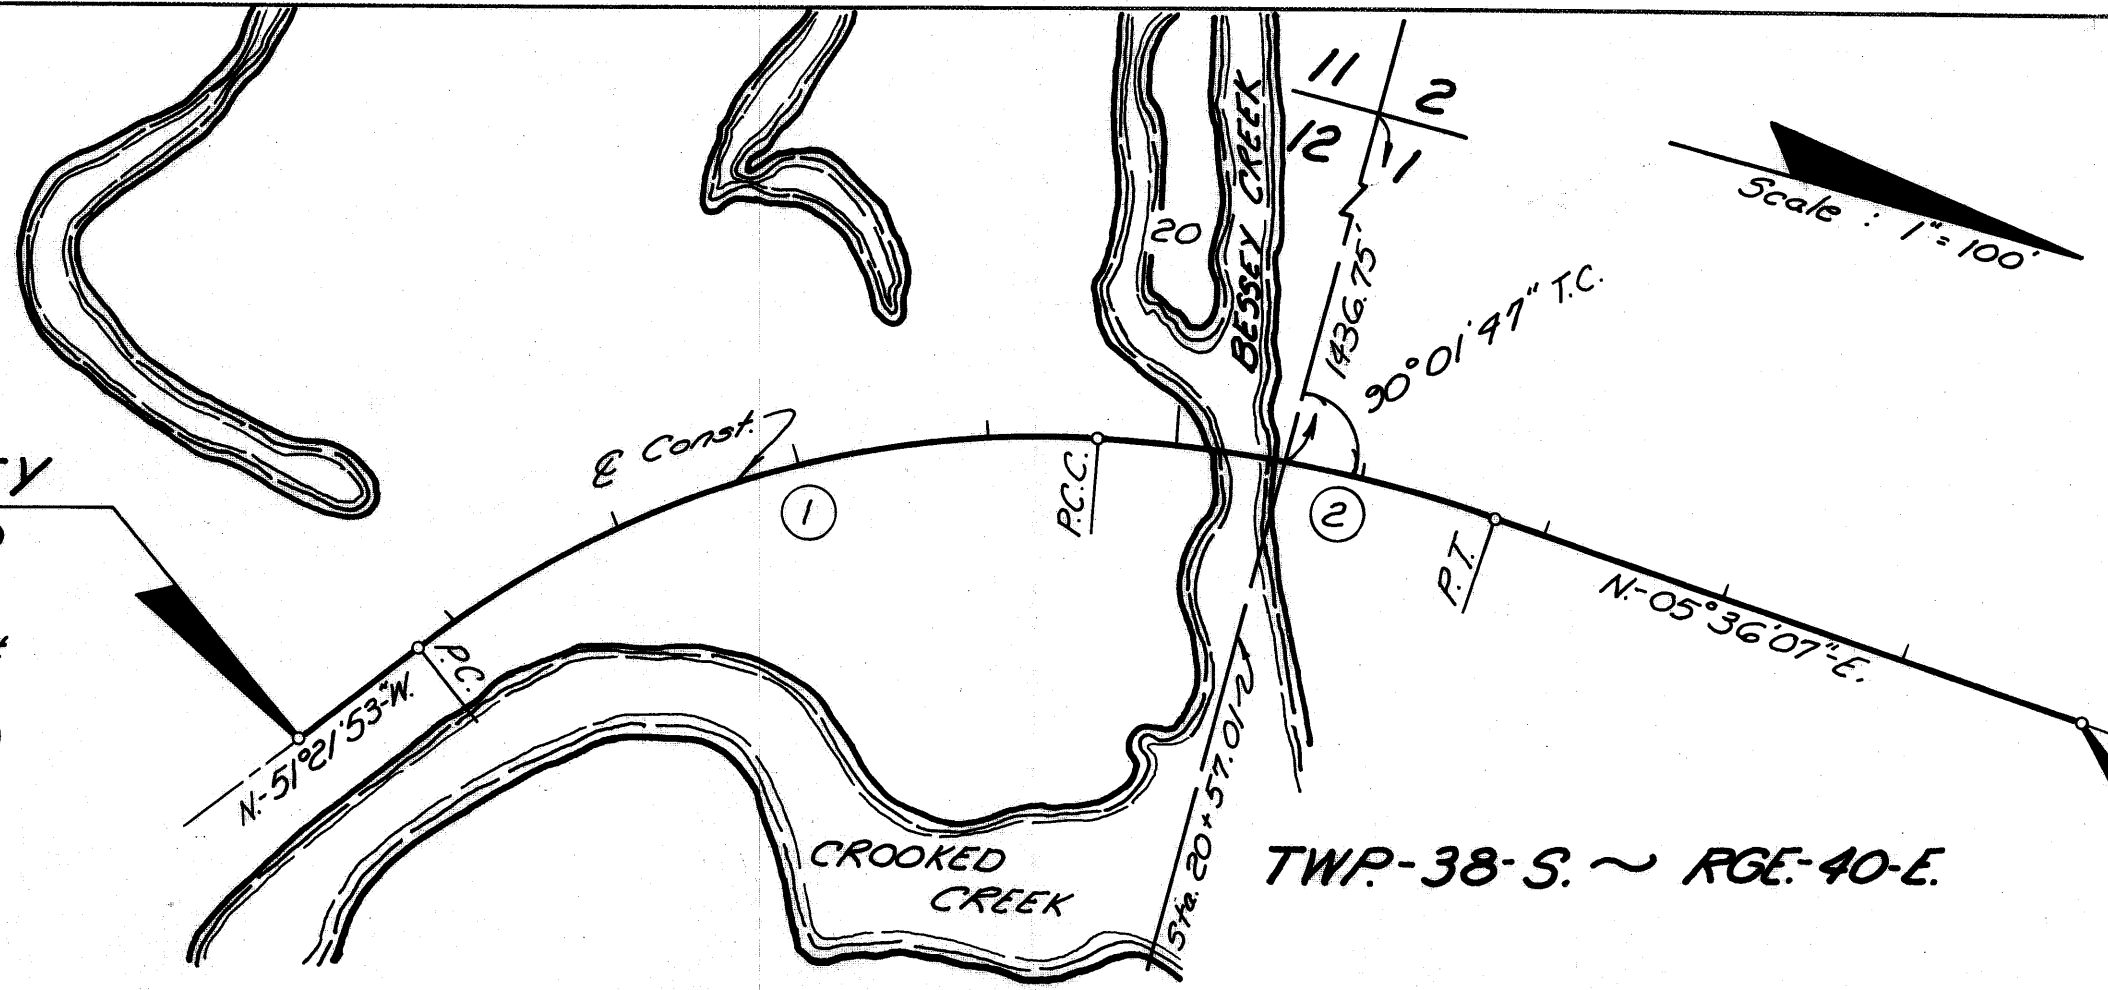 11
2
12
1
Scale : 1"= 100'
20
BESSEY CREEK
1436.75'
90°01'47" T.C.
℄ Const.
P.C.C.
1
2
P.T.
N.-05°36'07"-E.
P.C.
N.-51°21'53"-W.
Sta. 20+57.01
CROOKED
CREEK
TWP.-38-S. ~ RGE.-40-E.